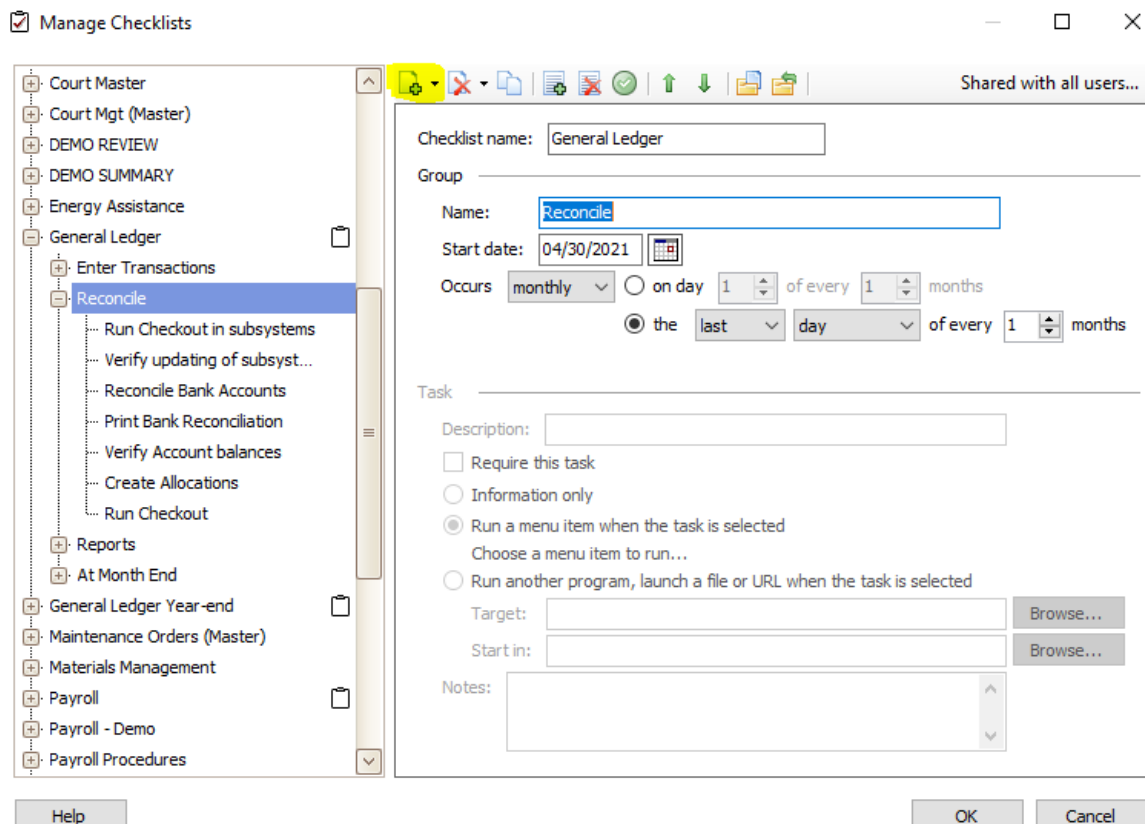 Manage Checklists
Court Master
Court Mgt (Master)
DEMO REVIEW
DEMO SUMMARY
Energy Assistance
General Ledger
Enter Transactions
Reconcile
Run Checkout in subsystems
Verify updating of subsyst...
Reconcile Bank Accounts
Print Bank Reconciliation
Verify Account balances
Create Allocations
Run Checkout
Reports
At Month End
General Ledger Year-end
Maintenance Orders (Master)
Materials Management
Payroll
Payroll - Demo
Payroll Procedures
Shared with all users...
Checklist name: General Ledger
Group
Name: Reconcile
Start date: 04/30/2021
Occurs monthly on day 1 of every 1 months
the last day of every 1 months
Task
Description:
Require this task
Information only
Run a menu item when the task is selected
Choose a menu item to run...
Run another program, launch a file or URL when the task is selected
Target: Browse...
Start in: Browse...
Notes:
Help OK Cancel